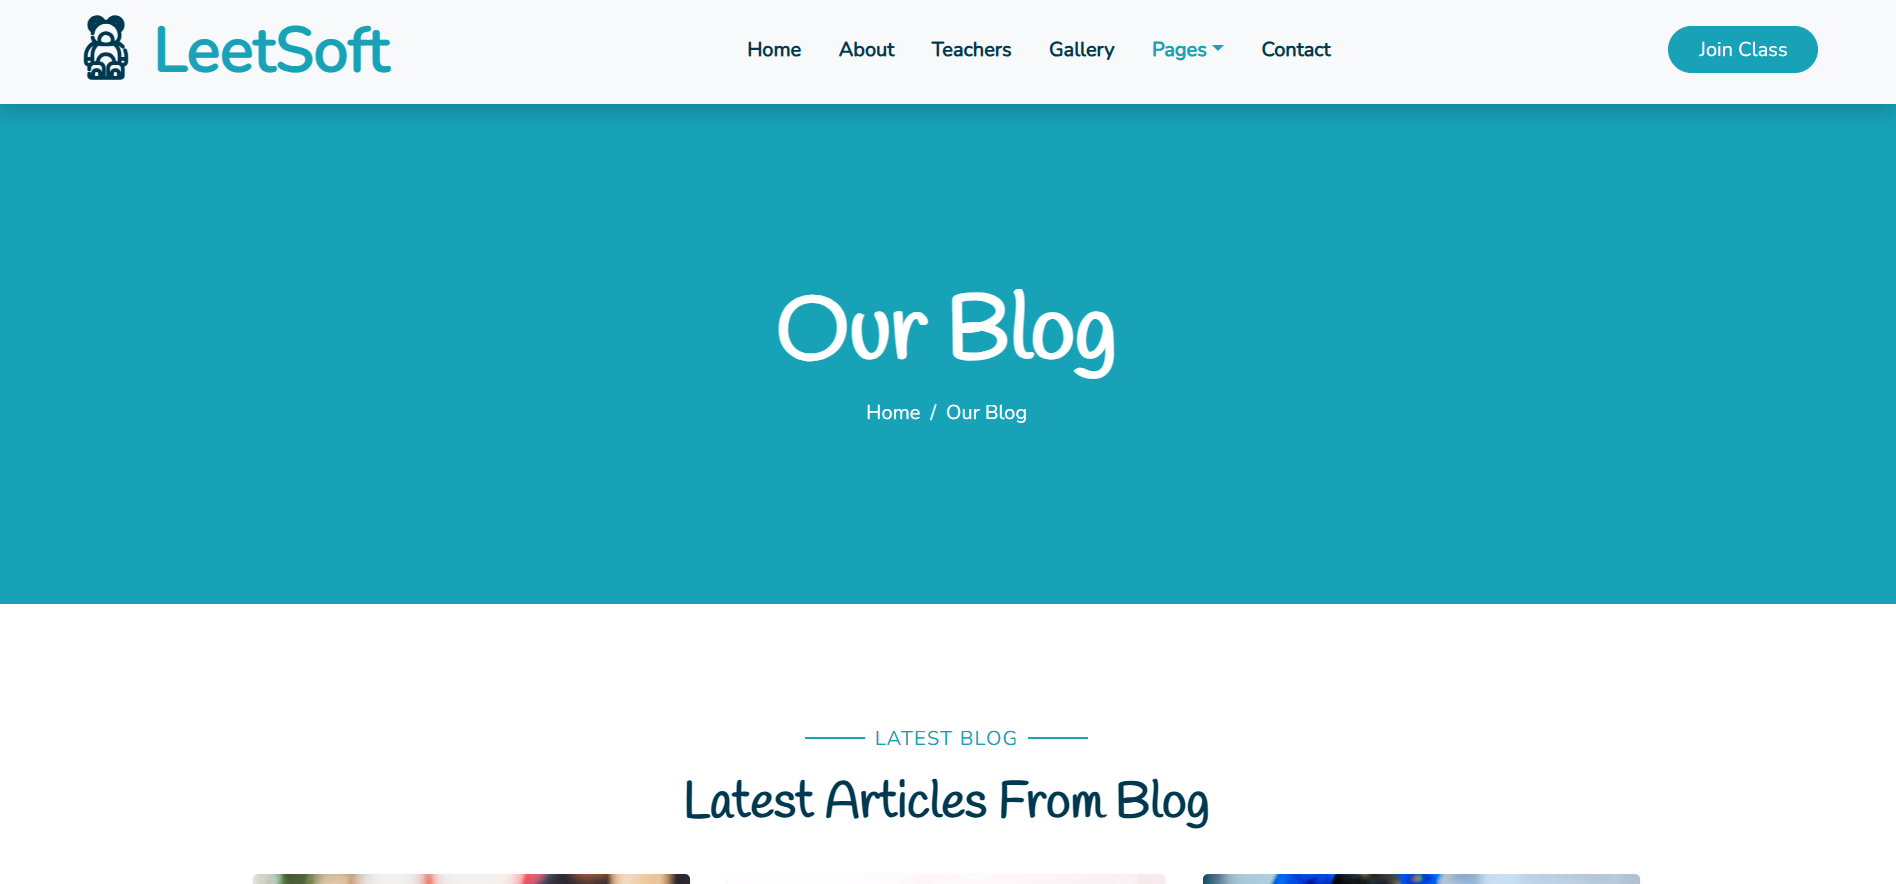 LeetSoft
Home About Teachers Gallery Pages Contact
Join Class
Our Blog
Home / Our Blog
LATEST BLOG
Latest Articles From Blog